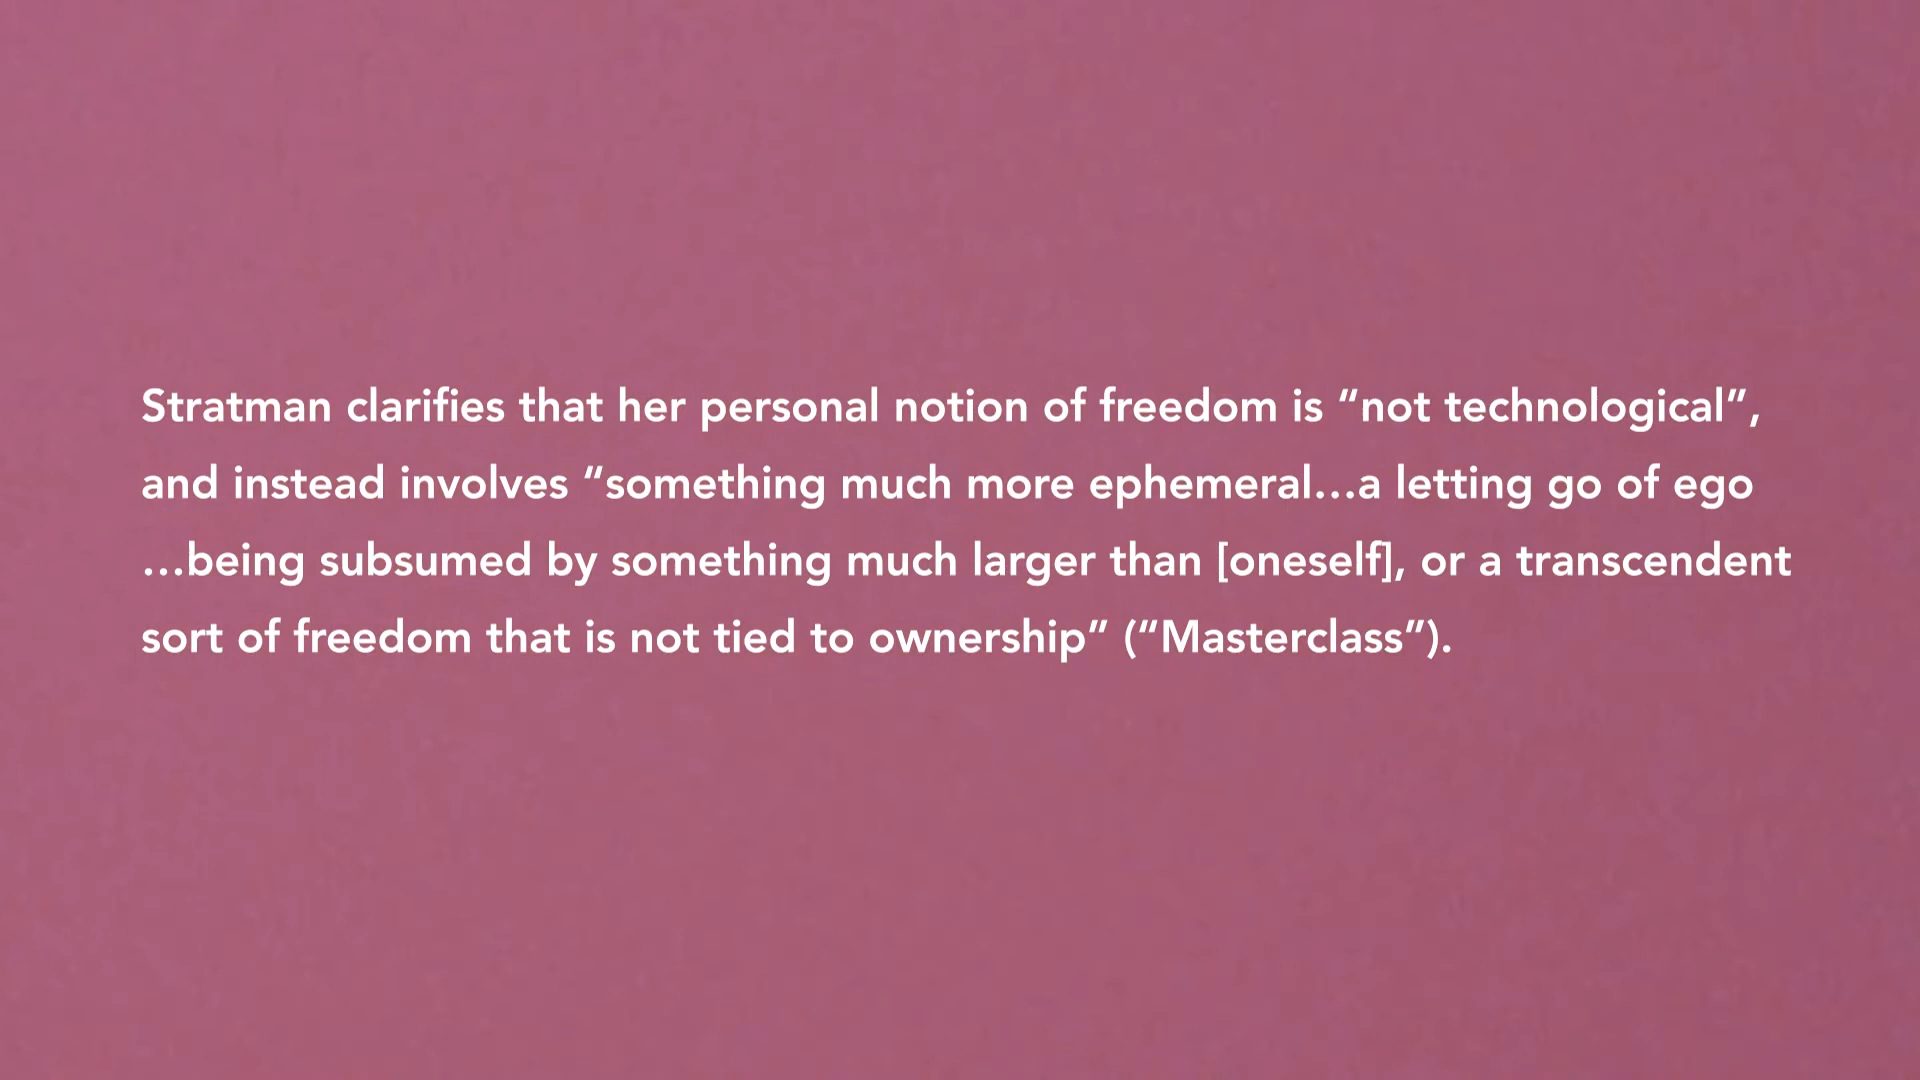 Stratman clarifies that her personal notion of freedom is “not technological”,
and instead involves “something much more ephemeral…a letting go of ego
…being subsumed by something much larger than [oneself], or a transcendent
sort of freedom that is not tied to ownership” (“Masterclass”).